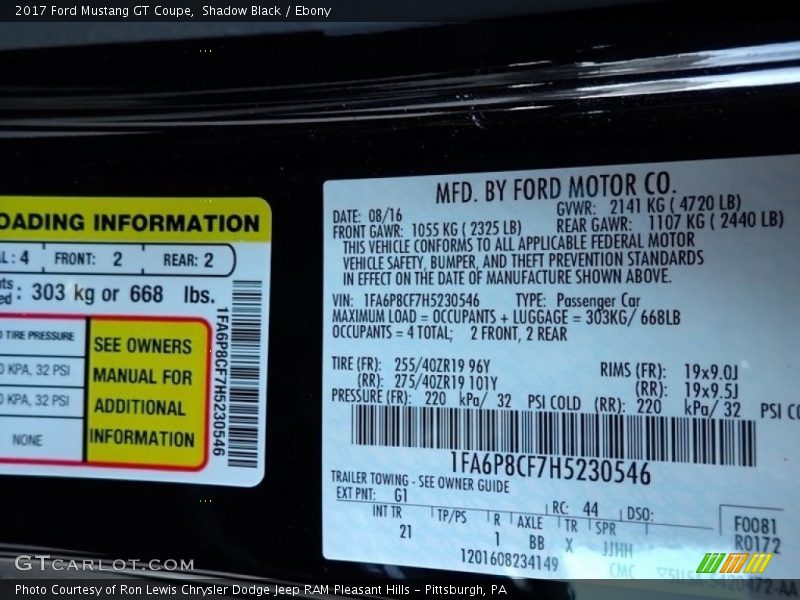 2017 Ford Mustang GT Coupe, Shadow Black / Ebony
OADING INFORMATION
AL: 4 FRONT: 2 REAR: 2
303 kg or 668 lbs.
TIRE PRESSURE
KPA, 32 PSI
KPA, 32 PSI
NONE
SEE OWNERS
MANUAL FOR
ADDITIONAL
INFORMATION
1FA6P8CF7H5230546
MFD. BY FORD MOTOR CO.
DATE: 08/16 GVWR: 2141 KG ( 4720 LB)
FRONT GAWR: 1055 KG ( 2325 LB) REAR GAWR: 1107 KG ( 2440 LB)
THIS VEHICLE CONFORMS TO ALL APPLICABLE FEDERAL MOTOR
VEHICLE SAFETY, BUMPER, AND THEFT PREVENTION STANDARDS
IN EFFECT ON THE DATE OF MANUFACTURE SHOWN ABOVE.
VIN: 1FA6P8CF7H5230546 TYPE: Passenger Car
MAXIMUM LOAD = OCCUPANTS + LUGGAGE = 303KG/ 668LB
OCCUPANTS = 4 TOTAL; 2 FRONT, 2 REAR
TIRE (FR): 255/40ZR19 96Y RIMS (FR): 19x9.0J
(RR): 275/40ZR19 101Y (RR): 19x9.5J
PRESSURE (FR): 220 kPa/ 32 PSI COLD (RR): 220 kPa/ 32 PSI CO
1FA6P8CF7H5230546
TRAILER TOWING - SEE OWNER GUIDE
EXT PNT: G1 RC: 44 DSO:
INT TR TP/PS R AXLE TR SPR
21 1 BB X JJHH
F0081
R0172
1201608234149
CMC
GTCARLOT.COM
Photo Courtesy of Ron Lewis Chrysler Dodge Jeep RAM Pleasant Hills – Pittsburgh, PA